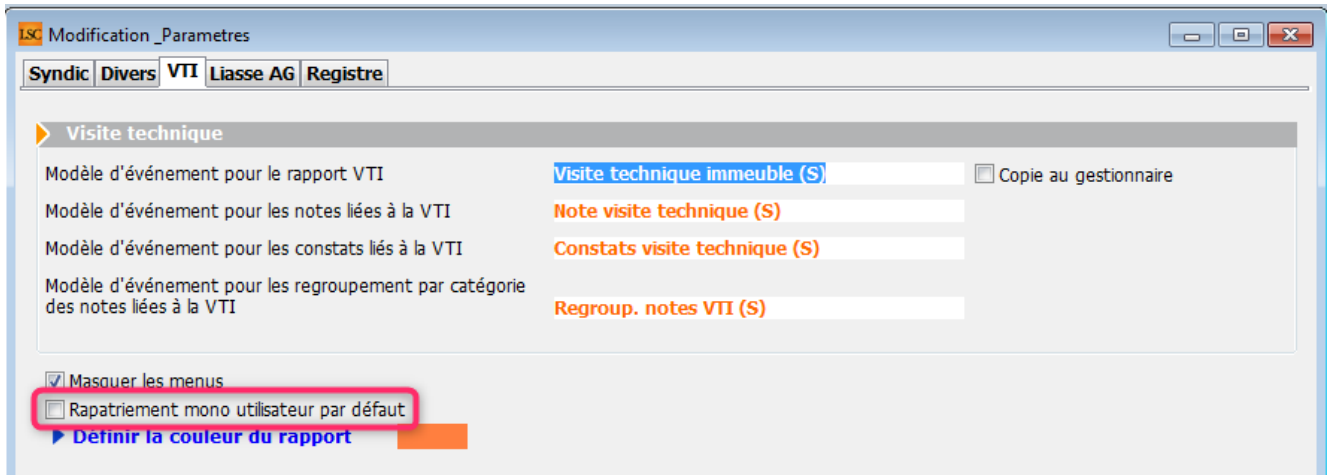 LSC Modification _Parametres
Syndic Divers VTI Liasse AG Registre
Visite technique
Modèle d'événement pour le rapport VTI Visite technique immeuble (S) Copie au gestionnaire
Modèle d'événement pour les notes liées à la VTI Note visite technique (S)
Modèle d'événement pour les constats liés à la VTI Constats visite technique (S)
Modèle d'événement pour les regroupement par catégorie
des notes liées à la VTI Regroup. notes VTI (S)
Masquer les menus
Rapatriement mono utilisateur par défaut
Définir la couleur du rapport